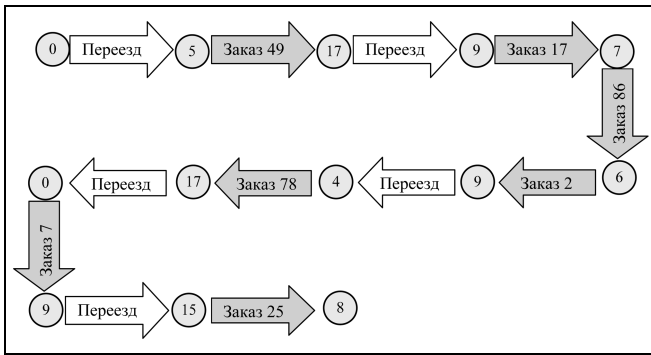 0 Переезд 5 Заказ 49 17 Переезд 9 Заказ 17 7
Заказ 86
0 Переезд 17 Заказ 78 4 Переезд 9 Заказ 2 6
Заказ 7
9 Переезд 15 Заказ 25 8